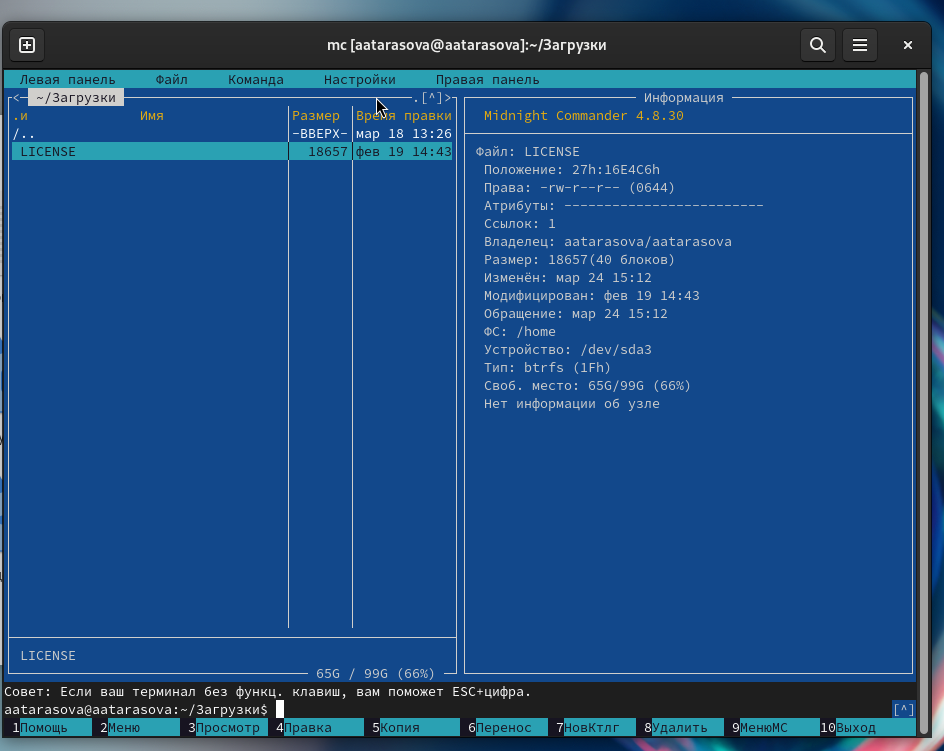 mc [aatarasova@aatarasova]:~/Загрузки
Левая панель Файл Команда Настройки Правая панель
<─ ~/Загрузки .[^]>
.и Имя Размер Время правки
/.. -ВВЕРХ- мар 18 13:26
LICENSE 18657 фев 19 14:43
LICENSE
65G / 99G (66%)
Информация
Midnight Commander 4.8.30
Файл: LICENSE
Положение: 27h:16E4C6h
Права: -rw-r--r-- (0644)
Атрибуты: -------------------------
Ссылок: 1
Владелец: aatarasova/aatarasova
Размер: 18657(40 блоков)
Изменён: мар 24 15:12
Модифицирован: фев 19 14:43
Обращение: мар 24 15:12
ФС: /home
Устройство: /dev/sda3
Тип: btrfs (1Fh)
Своб. место: 65G/99G (66%)
Нет информации об узле
Совет: Если ваш терминал без функц. клавиш, вам поможет ESC+цифра.
aatarasova@aatarasova:~/Загрузки$ [^]
1Помощь 2Меню 3Просмотр 4Правка 5Копия 6Перенос 7НовКтлг 8Удалить 9МенюМС 10Выход